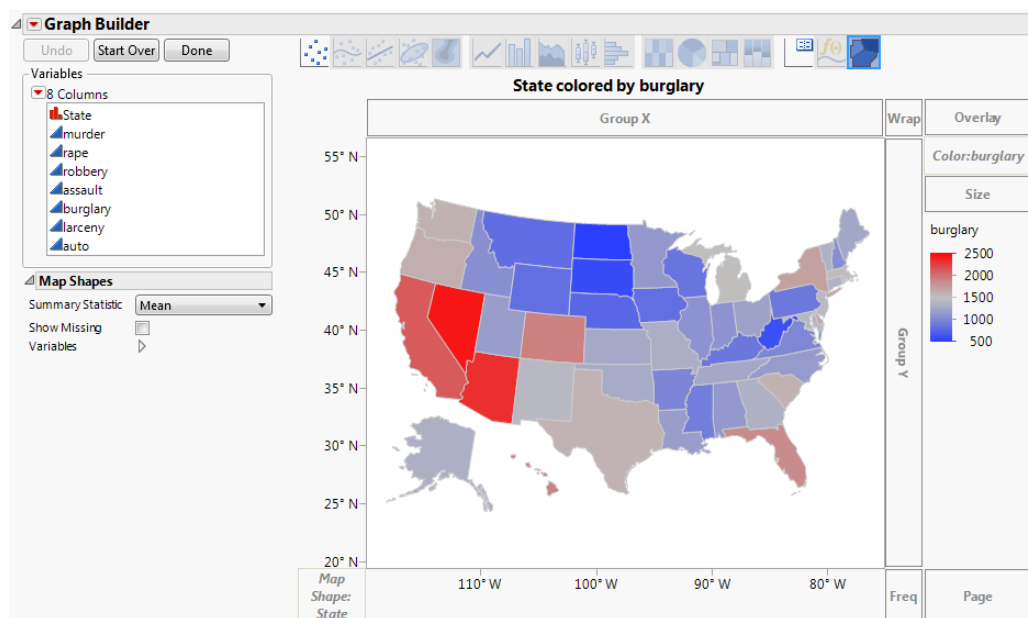 Graph Builder
Undo Start Over Done
Variables
8 Columns
State
murder
rape
robbery
assault
burglary
larceny
auto
Map Shapes
Summary Statistic Mean
Show Missing
Variables
State colored by burglary
Group X
Wrap
Overlay
Color:burglary
Size
burglary
2500
2000
1500
1000
500
55° N
50° N
45° N
40° N
35° N
30° N
25° N
20° N
Group Y
110° W 100° W 90° W 80° W
Map
Shape:
State
Freq
Page